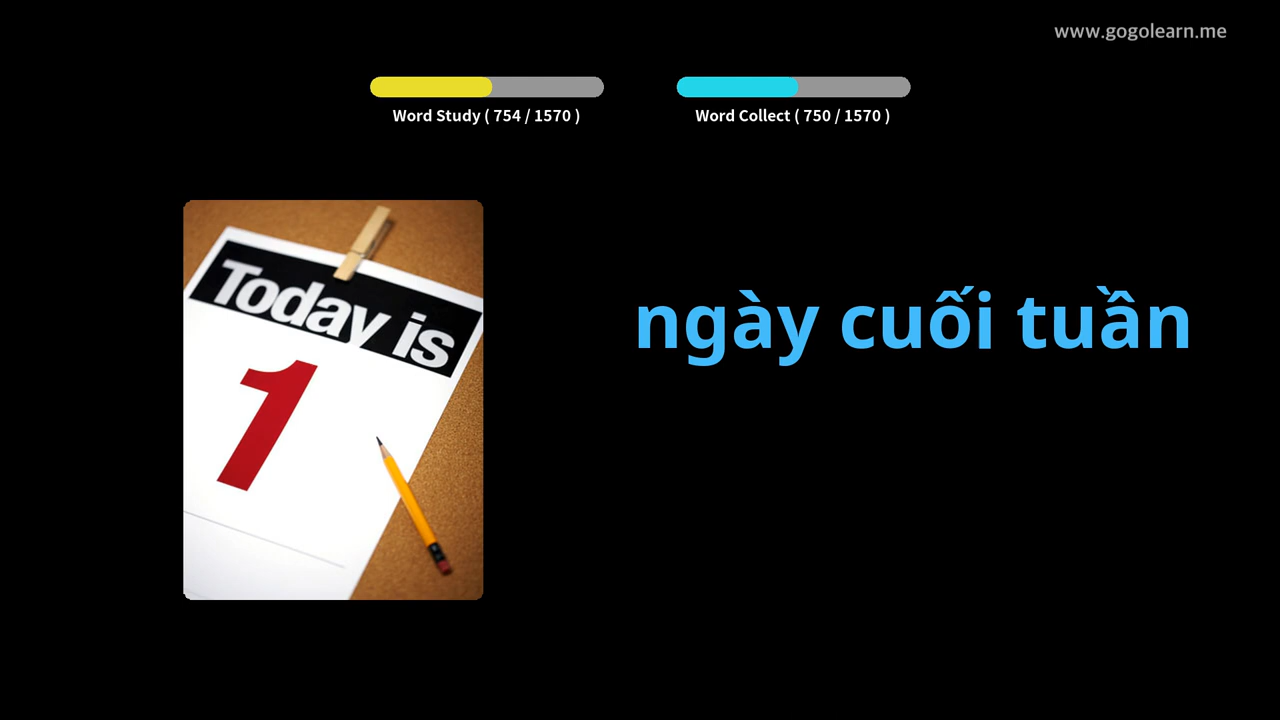 www.gogolearn.me
Word Study ( 754 / 1570 )
Word Collect ( 750 / 1570 )
Today is
1
ngày cuối tuần